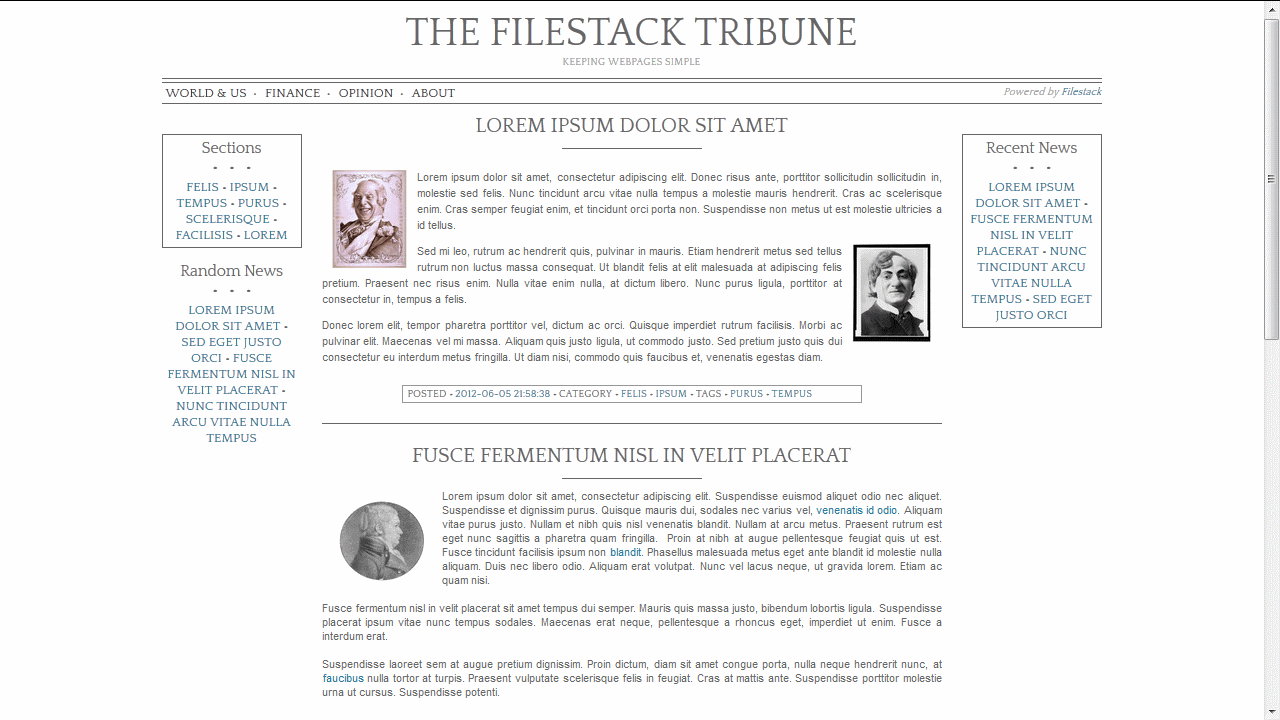 THE FILESTACK TRIBUNE
KEEPING WEBPAGES SIMPLE
WORLD & US • FINANCE • OPINION • ABOUT
Powered by Filestack
Sections
• • •
FELIS • IPSUM •
TEMPUS • PURUS •
SCELERISQUE •
FACILISIS • LOREM
Random News
• • •
LOREM IPSUM
DOLOR SIT AMET •
SED EGET JUSTO
ORCI • FUSCE
FERMENTUM NISL IN
VELIT PLACERAT •
NUNC TINCIDUNT
ARCU VITAE NULLA
TEMPUS
LOREM IPSUM DOLOR SIT AMET
Lorem ipsum dolor sit amet, consectetur adipiscing elit. Donec risus ante, porttitor sollicitudin sollicitudin in,
molestie sed felis. Nunc tincidunt arcu vitae nulla tempus a molestie mauris hendrerit. Cras ac scelerisque
enim. Cras semper feugiat enim, et tincidunt orci porta non. Suspendisse non metus ut est molestie ultricies a
id tellus.
Sed mi leo, rutrum ac hendrerit quis, pulvinar in mauris. Etiam hendrerit metus sed tellus
rutrum non luctus massa consequat. Ut blandit felis at elit malesuada at adipiscing felis
pretium. Praesent nec risus enim. Nulla vitae enim nulla, at dictum libero. Nunc purus ligula, porttitor at
consectetur in, tempus a felis.
Donec lorem elit, tempor pharetra porttitor vel, dictum ac orci. Quisque imperdiet rutrum facilisis. Morbi ac
pulvinar elit. Maecenas vel mi massa. Aliquam quis justo ligula, ut commodo justo. Sed pretium justo quis dui
consectetur eu interdum metus fringilla. Ut diam nisi, commodo quis faucibus et, venenatis egestas diam.
POSTED • 2012-06-05 21:58:38 • CATEGORY • FELIS • IPSUM • TAGS • PURUS • TEMPUS
FUSCE FERMENTUM NISL IN VELIT PLACERAT
Lorem ipsum dolor sit amet, consectetur adipiscing elit. Suspendisse euismod aliquet odio nec aliquet.
Suspendisse et dignissim purus. Quisque mauris dui, sodales nec varius vel, venenatis id odio. Aliquam
vitae purus justo. Nullam et nibh quis nisl venenatis blandit. Nullam at arcu metus. Praesent rutrum est
eget nunc sagittis a pharetra quam fringilla. Proin at nibh at augue pellentesque feugiat quis ut est.
Fusce tincidunt facilisis ipsum non blandit. Phasellus malesuada metus eget ante blandit id molestie nulla
aliquam. Duis nec libero odio. Aliquam erat volutpat. Nunc vel lacus neque, ut gravida lorem. Etiam ac
quam nisi.
Fusce fermentum nisl in velit placerat sit amet tempus dui semper. Mauris quis massa justo, bibendum lobortis ligula. Suspendisse
placerat ipsum vitae nunc tempus sodales. Maecenas erat neque, pellentesque a rhoncus eget, imperdiet ut enim. Fusce a
interdum erat.
Suspendisse laoreet sem at augue pretium dignissim. Proin dictum, diam sit amet congue porta, nulla neque hendrerit nunc, at
faucibus nulla tortor at turpis. Praesent vulputate scelerisque felis in feugiat. Cras at mattis ante. Suspendisse porttitor molestie
urna ut cursus. Suspendisse potenti.
Recent News
• • •
LOREM IPSUM
DOLOR SIT AMET •
FUSCE FERMENTUM
NISL IN VELIT
PLACERAT • NUNC
TINCIDUNT ARCU
VITAE NULLA
TEMPUS • SED EGET
JUSTO ORCI